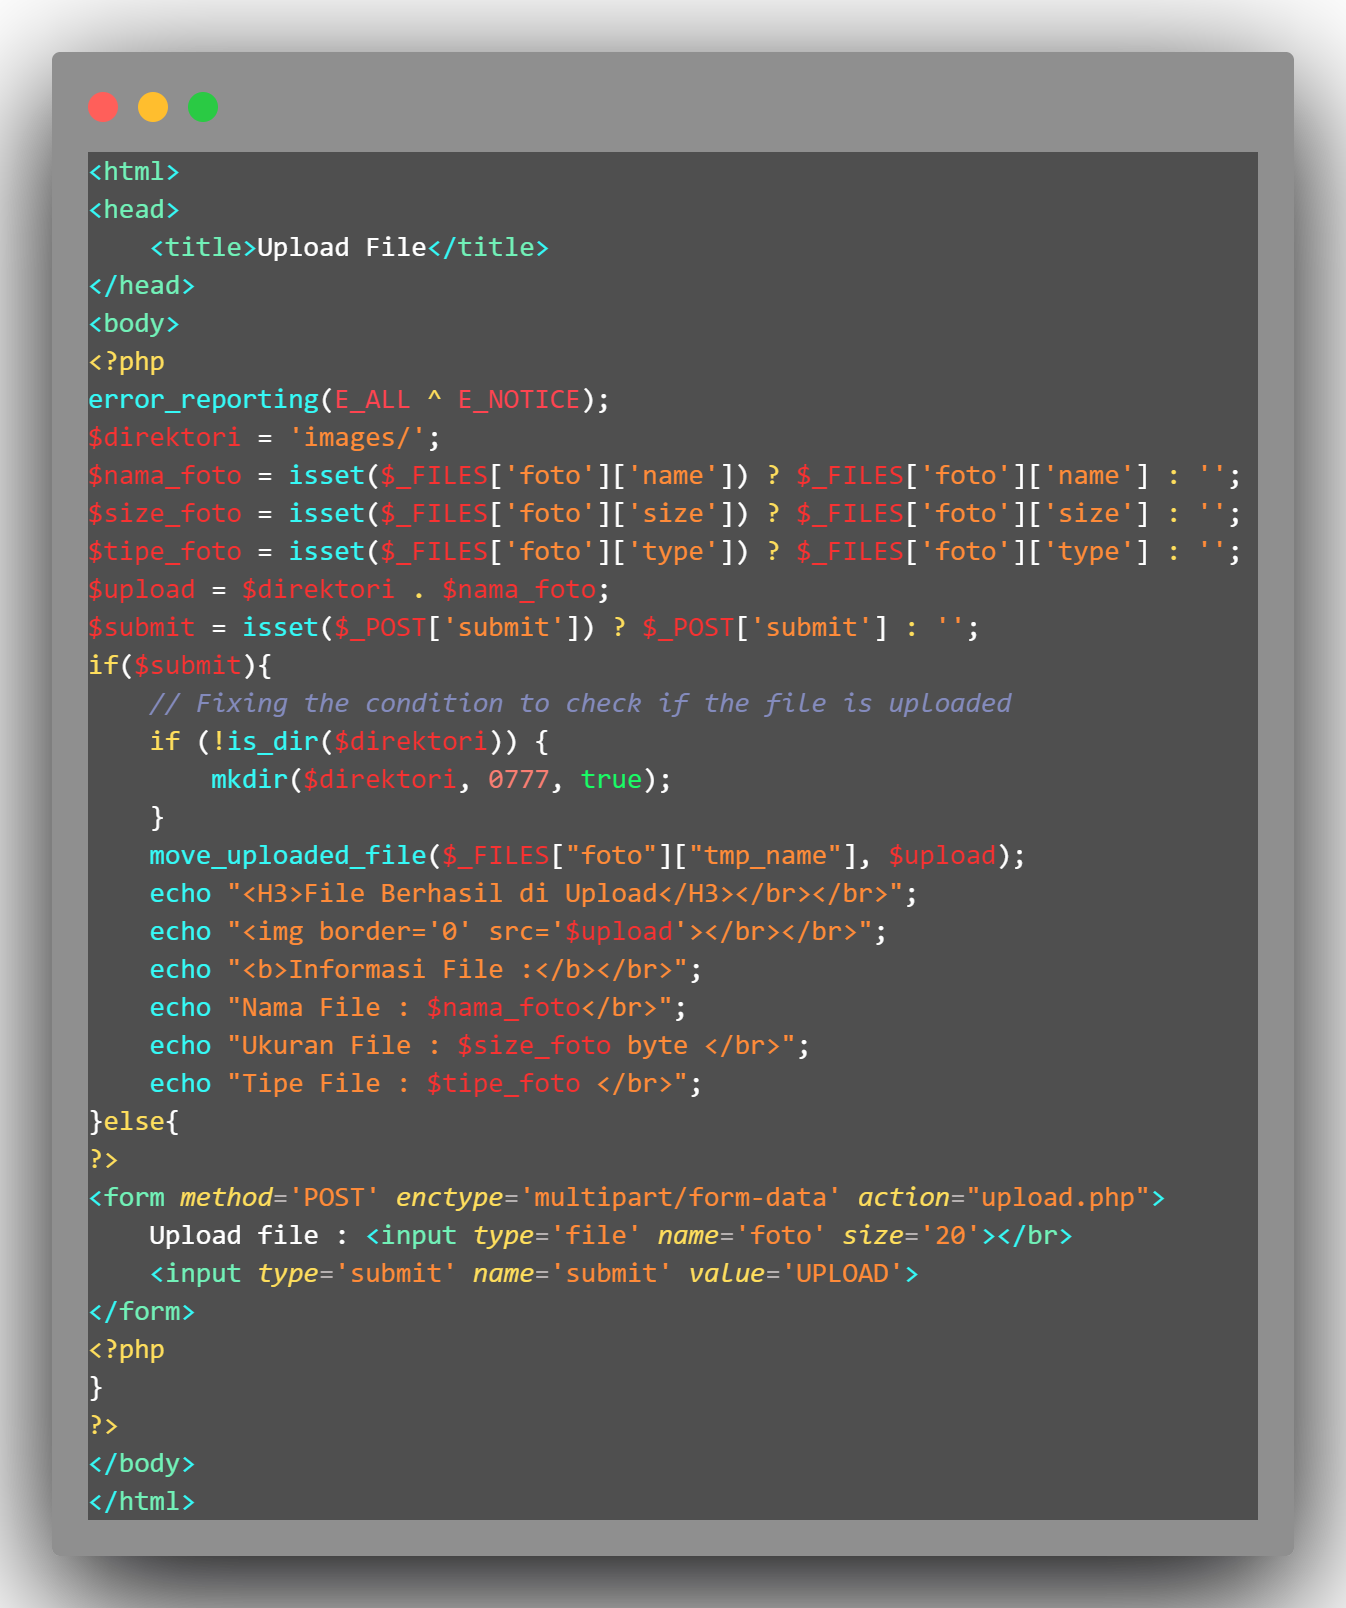 <html>
<head>
    <title>Upload File</title>
</head>
<body>
<?php
error_reporting(E_ALL ^ E_NOTICE);
$direktori = 'images/';
$nama_foto = isset($_FILES['foto']['name']) ? $_FILES['foto']['name'] : '';
$size_foto = isset($_FILES['foto']['size']) ? $_FILES['foto']['size'] : '';
$tipe_foto = isset($_FILES['foto']['type']) ? $_FILES['foto']['type'] : '';
$upload = $direktori . $nama_foto;
$submit = isset($_POST['submit']) ? $_POST['submit'] : '';
if($submit){
    // Fixing the condition to check if the file is uploaded
    if (!is_dir($direktori)) {
        mkdir($direktori, 0777, true);
    }
    move_uploaded_file($_FILES["foto"]["tmp_name"], $upload);
    echo "<H3>File Berhasil di Upload</H3></br></br>";
    echo "<img border='0' src='$upload'></br></br>";
    echo "<b>Informasi File :</b></br>";
    echo "Nama File : $nama_foto</br>";
    echo "Ukuran File : $size_foto byte </br>";
    echo "Tipe File : $tipe_foto </br>";
}else{
?>
<form method='POST' enctype='multipart/form-data' action="upload.php">
    Upload file : <input type='file' name='foto' size='20'></br>
    <input type='submit' name='submit' value='UPLOAD'>
</form>
<?php
}
?>
</body>
</html>